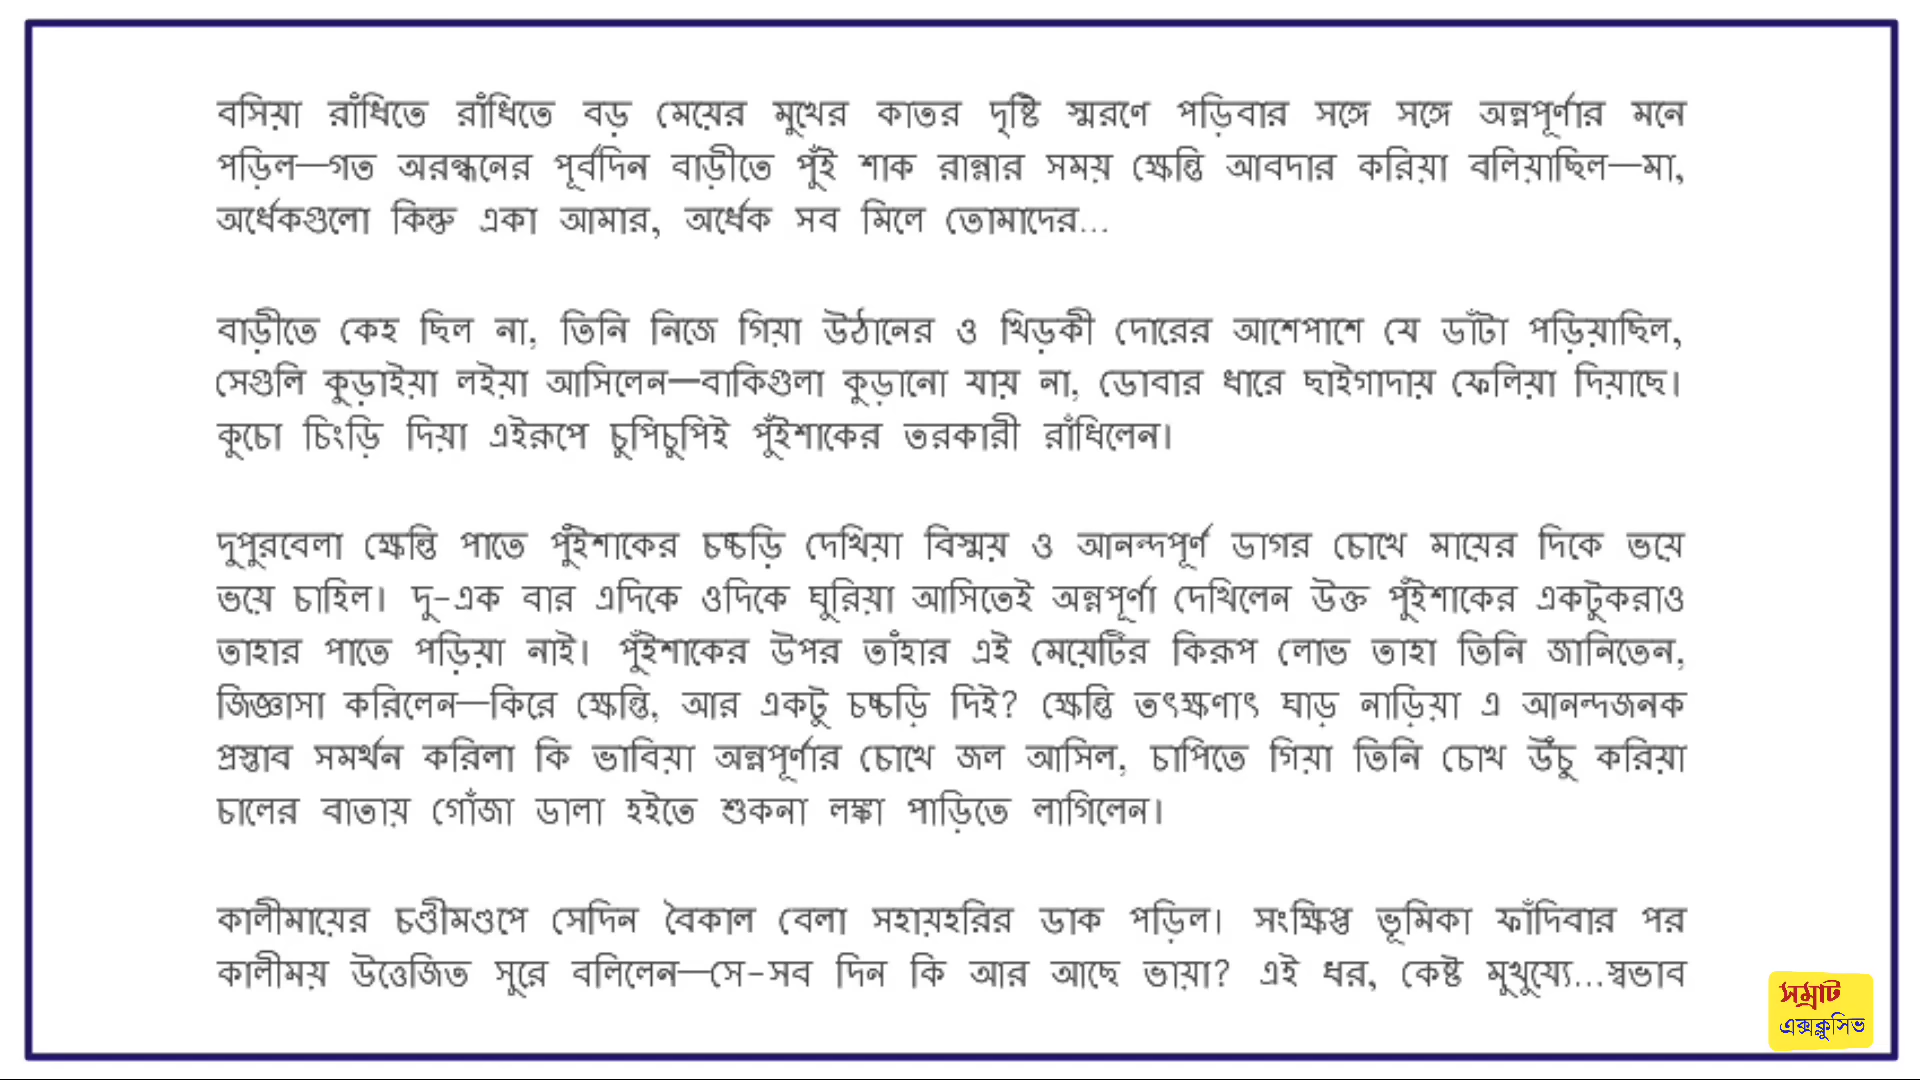 বসিয়া রাঁধিতে রাঁধিতে বড় মেয়ের মুখের কাতর দৃষ্টি স্মরণে পড়িবার সঙ্গে সঙ্গে অন্নপূর্ণার মনে
পড়িল—গত অরন্ধনের পূর্বদিন বাড়ীতে পুঁই শাক রান্নার সময় ক্ষেন্তি আবদার করিয়া বলিয়াছিল—মা,
অর্ধেকগুলো কিন্তু একা আমার, অর্ধেক সব মিলে তোমাদের...
বাড়ীতে কেহ ছিল না, তিনি নিজে গিয়া উঠানের ও খিড়কী দোরের আশেপাশে যে ডাঁটা পড়িয়াছিল,
সেগুলি কুড়াইয়া লইয়া আসিলেন—বাকিগুলা কুড়ানো যায় না, ডোবার ধারে ছাইগাদায় ফেলিয়া দিয়াছে।
কুচো চিংড়ি দিয়া এইরূপে চুপিচুপিই পুঁইশাকের তরকারী রাঁধিলেন।
দুপুরবেলা ক্ষেন্তি পাতে পুঁইশাকের চচ্চড়ি দেখিয়া বিস্ময় ও আনন্দপূর্ণ ডাগর চোখে মায়ের দিকে ভয়ে
ভয়ে চাহিল। দু-এক বার এদিকে ওদিকে ঘুরিয়া আসিতেই অন্নপূর্ণা দেখিলেন উক্ত পুঁইশাকের একটুকরাও
তাহার পাতে পড়িয়া নাই। পুঁইশাকের উপর তাঁহার এই মেয়েটির কিরূপ লোভ তাহা তিনি জানিতেন,
জিজ্ঞাসা করিলেন—কিরে ক্ষেন্তি, আর একটু চচ্চড়ি দিই? ক্ষেন্তি তৎক্ষণাৎ ঘাড় নাড়িয়া এ আনন্দজনক
প্রস্তাব সমর্থন করিলা কি ভাবিয়া অন্নপূর্ণার চোখে জল আসিল, চাপিতে গিয়া তিনি চোখ উঁচু করিয়া
চালের বাতায় গোঁজা ডালা হইতে শুকনা লঙ্কা পাড়িতে লাগিলেন।
কালীমায়ের চণ্ডীমণ্ডপে সেদিন বৈকাল বেলা সহায়হরির ডাক পড়িল। সংক্ষিপ্ত ভূমিকা ফাঁদিবার পর
কালীময় উত্তেজিত সুরে বলিলেন—সে-সব দিন কি আর আছে ভায়া? এই ধর, কেষ্ট মুখুয্যে...স্বভাব
সম্রাট
এক্সক্লুসিভ